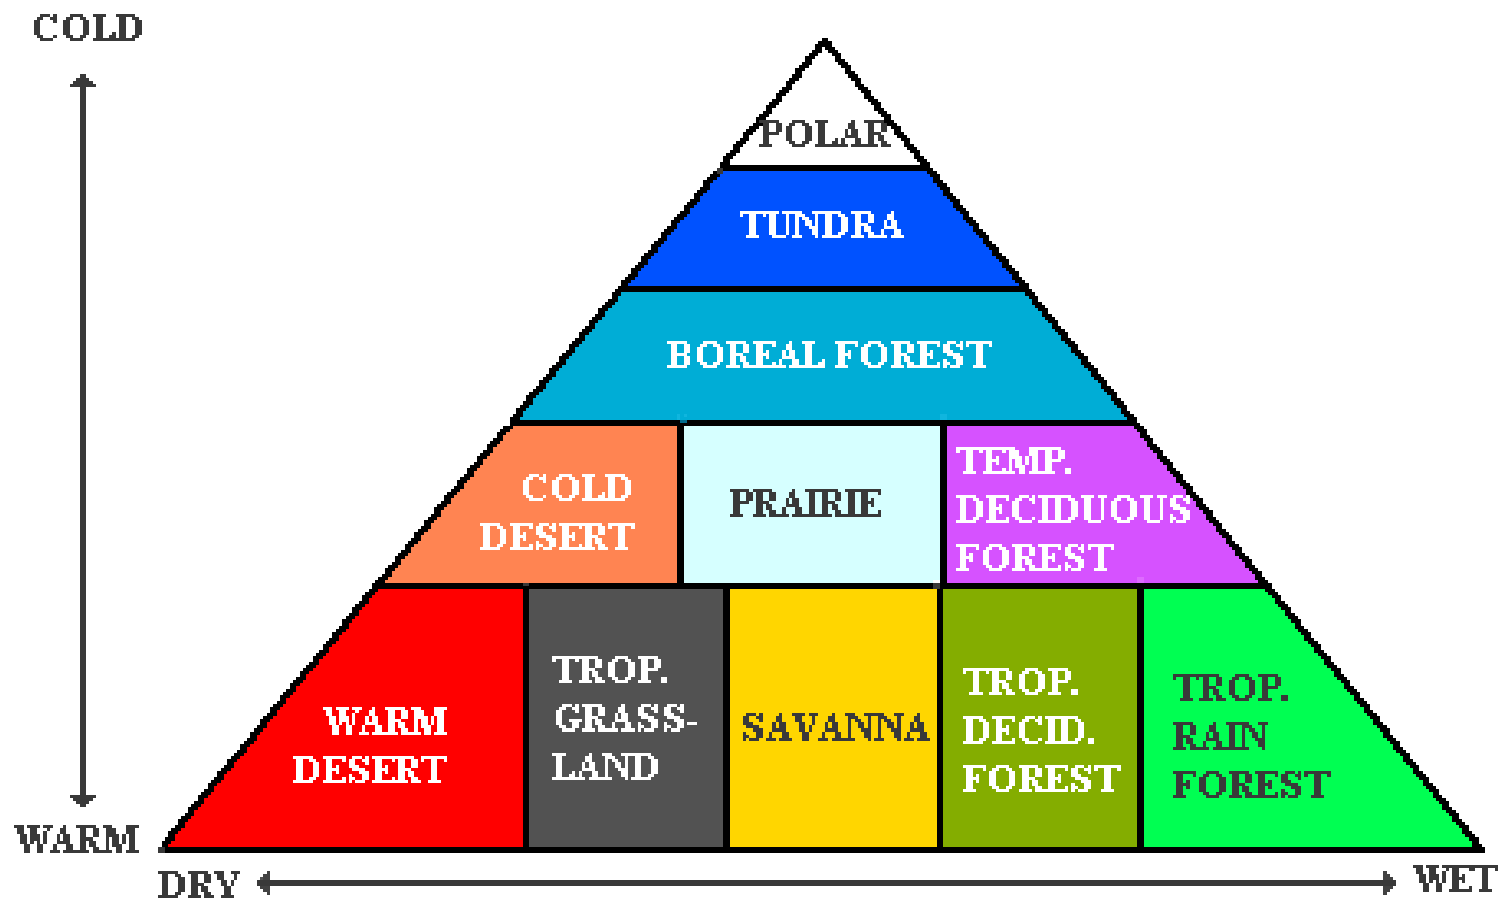 COLD
POLAR
TUNDRA
BOREAL FOREST
COLD
DESERT
PRAIRIE
TEMP.
DECIDUOUS
FOREST
WARM
DESERT
TROP.
GRASS-
LAND
SAVANNA
TROP.
DECID.
FOREST
TROP.
RAIN
FOREST
WARM
DRY
WET